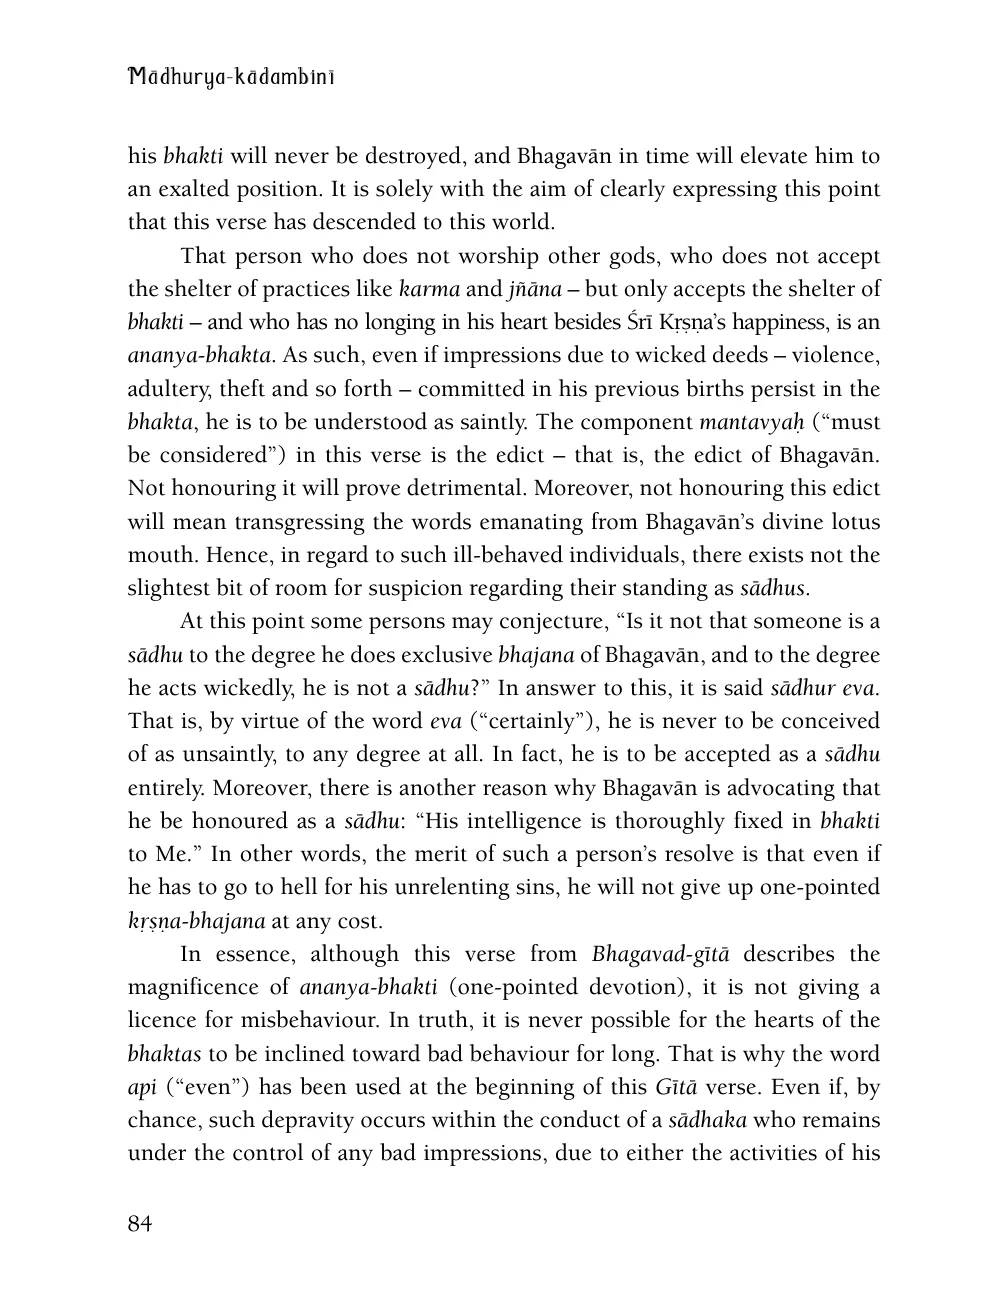 Mādhurya-kādambinī
his bhakti will never be destroyed, and Bhagavān in time will elevate him to
an exalted position. It is solely with the aim of clearly expressing this point
that this verse has descended to this world.
That person who does not worship other gods, who does not accept
the shelter of practices like karma and jñāna – but only accepts the shelter of
bhakti – and who has no longing in his heart besides Śrī Kṛṣṇa’s happiness, is an
ananya-bhakta. As such, even if impressions due to wicked deeds – violence,
adultery, theft and so forth – committed in his previous births persist in the
bhakta, he is to be understood as saintly. The component mantavyaḥ (“must
be considered”) in this verse is the edict – that is, the edict of Bhagavān.
Not honouring it will prove detrimental. Moreover, not honouring this edict
will mean transgressing the words emanating from Bhagavān’s divine lotus
mouth. Hence, in regard to such ill-behaved individuals, there exists not the
slightest bit of room for suspicion regarding their standing as sādhus.
At this point some persons may conjecture, “Is it not that someone is a
sādhu to the degree he does exclusive bhajana of Bhagavān, and to the degree
he acts wickedly, he is not a sādhu?” In answer to this, it is said sādhur eva.
That is, by virtue of the word eva (“certainly”), he is never to be conceived
of as unsaintly, to any degree at all. In fact, he is to be accepted as a sādhu
entirely. Moreover, there is another reason why Bhagavān is advocating that
he be honoured as a sādhu: “His intelligence is thoroughly fixed in bhakti
to Me.” In other words, the merit of such a person’s resolve is that even if
he has to go to hell for his unrelenting sins, he will not give up one-pointed
kṛṣṇa-bhajana at any cost.
In essence, although this verse from Bhagavad-gītā describes the
magnificence of ananya-bhakti (one-pointed devotion), it is not giving a
licence for misbehaviour. In truth, it is never possible for the hearts of the
bhaktas to be inclined toward bad behaviour for long. That is why the word
api (“even”) has been used at the beginning of this Gītā verse. Even if, by
chance, such depravity occurs within the conduct of a sādhaka who remains
under the control of any bad impressions, due to either the activities of his
84